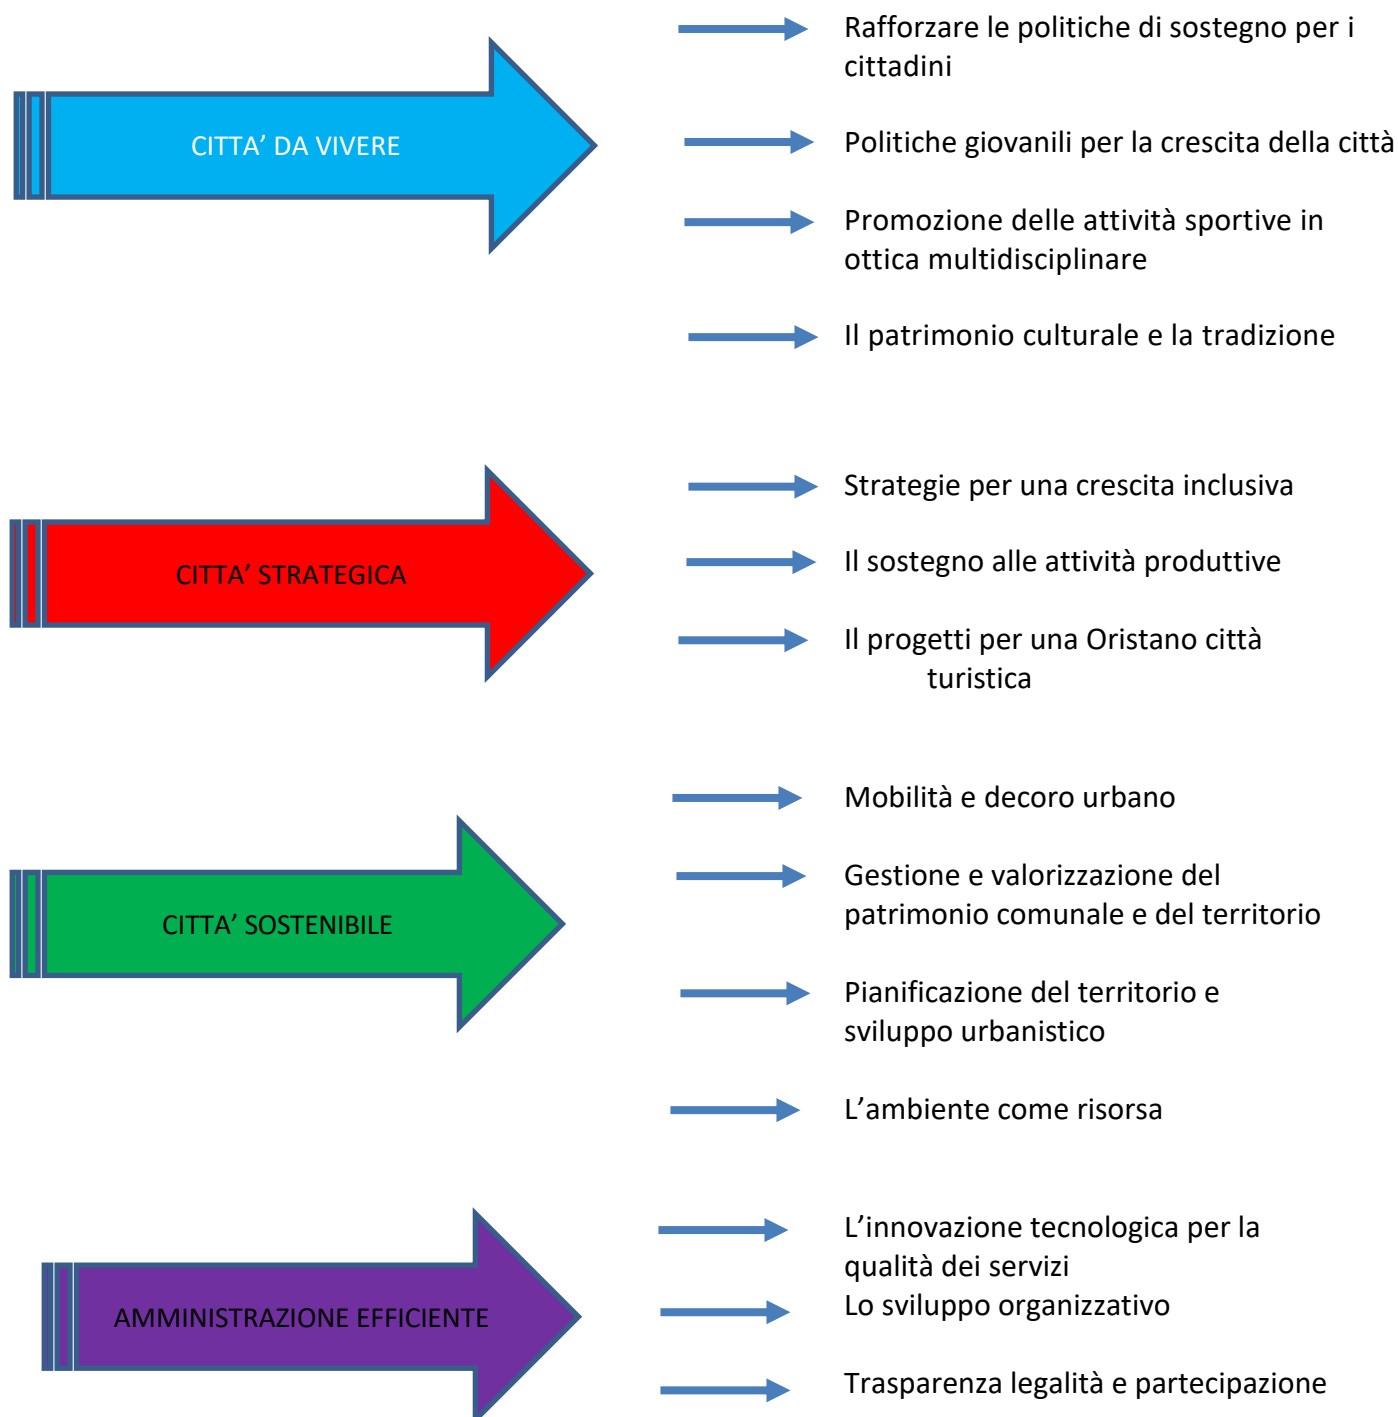 Rafforzare le politiche di sostegno per i
cittadini
CITTA’ DA VIVERE
Politiche giovanili per la crescita della città
Promozione delle attività sportive in
ottica multidisciplinare
Il patrimonio culturale e la tradizione
Strategie per una crescita inclusiva
CITTA’ STRATEGICA
Il sostegno alle attività produttive
Il progetti per una Oristano città
turistica
Mobilità e decoro urbano
CITTA’ SOSTENIBILE
Gestione e valorizzazione del
patrimonio comunale e del territorio
Pianificazione del territorio e
sviluppo urbanistico
L’ambiente come risorsa
L’innovazione tecnologica per la
qualità dei servizi
AMMINISTRAZIONE EFFICIENTE
Lo sviluppo organizzativo
Trasparenza legalità e partecipazione